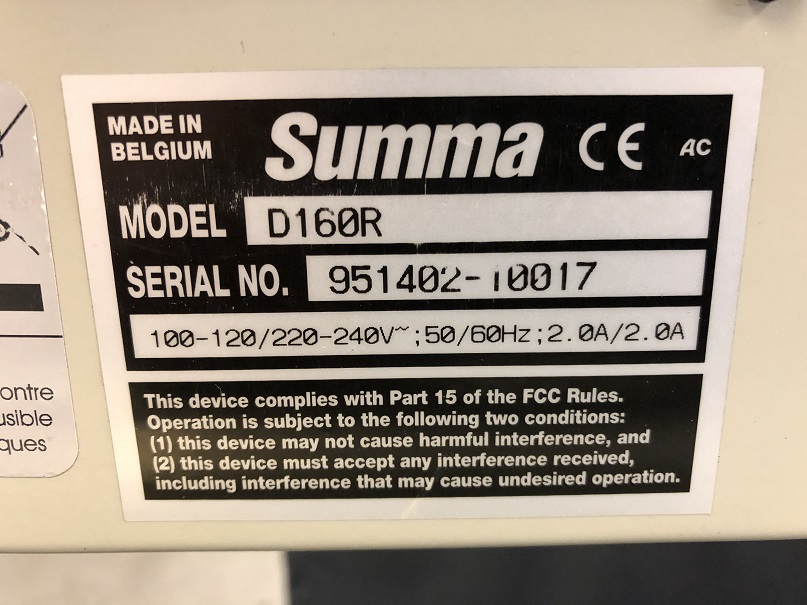 MADE IN
BELGIUM
Summa CE AC
MODEL D160R
SERIAL NO. 951402-10017
100-120/220-240V~;50/60Hz;2.0A/2.0A
This device complies with Part 15 of the FCC Rules.
Operation is subject to the following two conditions:
(1) this device may not cause harmful interference, and
(2) this device must accept any interference received,
including interference that may cause undesired operation.
ontre
usible
ques